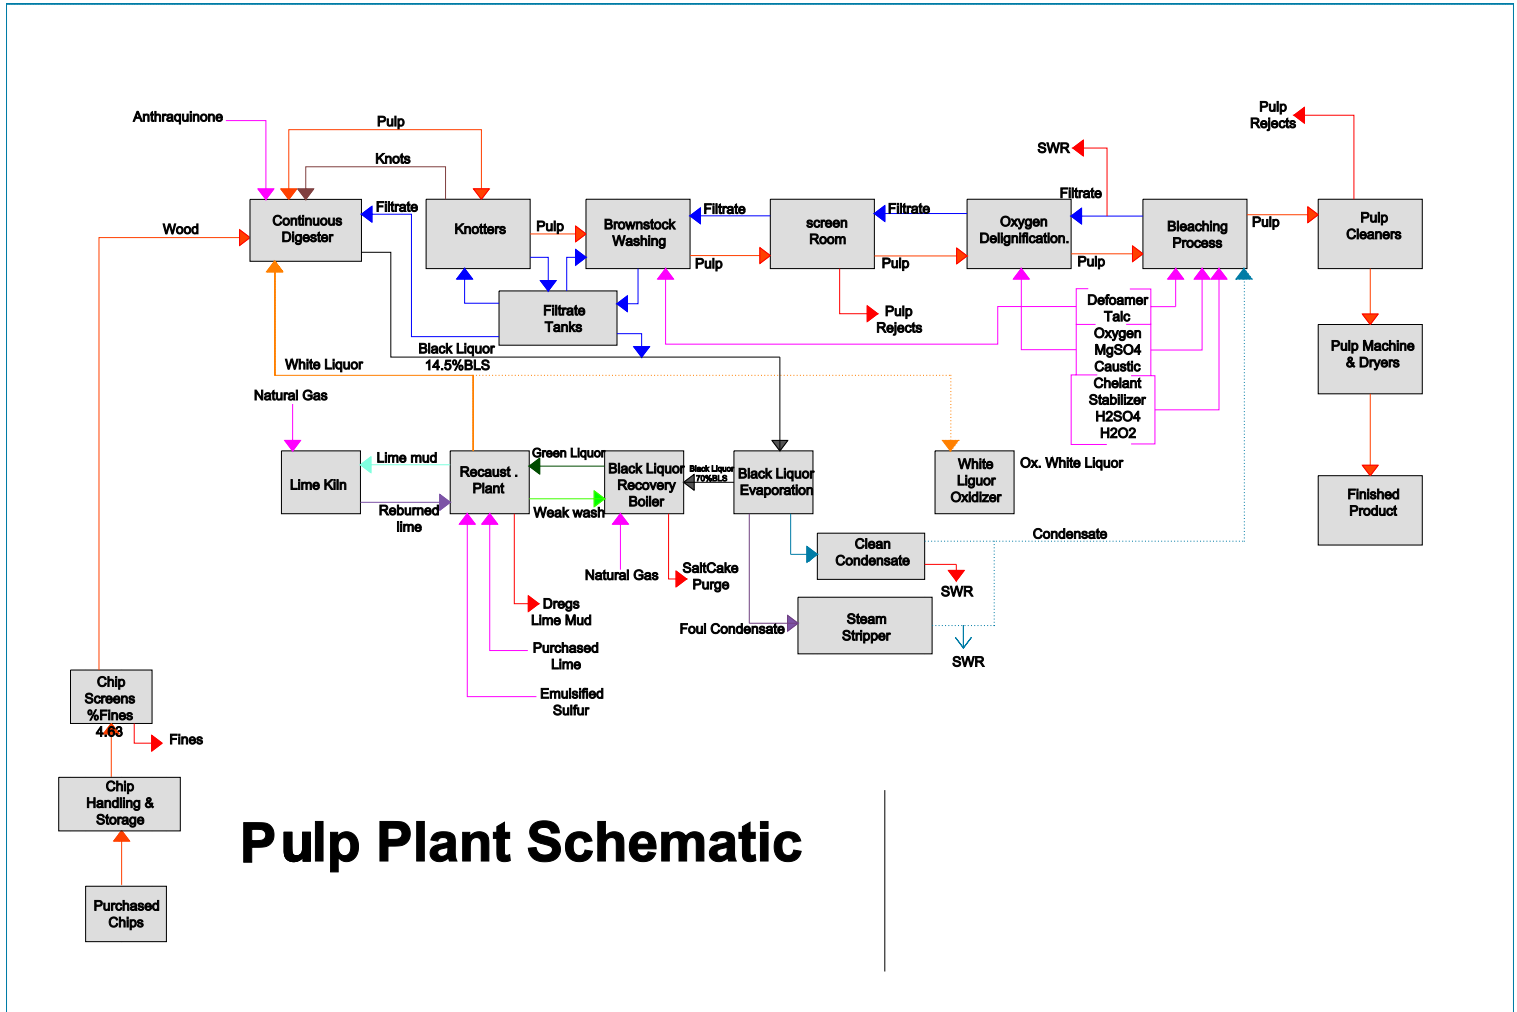 Anthraquinone
Pulp
Knots
Pulp
Rejects
SWR
Filtrate
Wood
Filtrate
Continuous
Digester
Knotters
Pulp
Brownstock
Washing
Filtrate
Pulp
screen
Room
Filtrate
Pulp
Oxygen
Delignification.
Pulp
Bleaching
Process
Pulp
Pulp
Cleaners
Filtrate
Tanks
Pulp
Rejects
Defoamer
Talc
Oxygen
MgSO4
Caustic
Chelant
Stabilizer
H2SO4
H2O2
Pulp Machine
& Dryers
Black Liquor
14.5%BLS
White Liquor
Natural Gas
Lime Kiln
Lime mud
Reburned
lime
Recaust .
Plant
Green Liquor
Weak wash
Black Liquor
Recovery
Boiler
Black Liquor
70%BLS
Black Liquor
Evaporation
White
Liguor
Oxidizer
Ox. White Liquor
Finished
Product
Condensate
Clean
Condensate
SWR
Natural Gas
SaltCake
Purge
Dregs
Lime Mud
Foul Condensate
Steam
Stripper
SWR
Purchased
Lime
Emulsified
Sulfur
Chip
Screens
%Fines
4.63
Fines
Chip
Handling &
Storage
Purchased
Chips
Pulp Plant Schematic